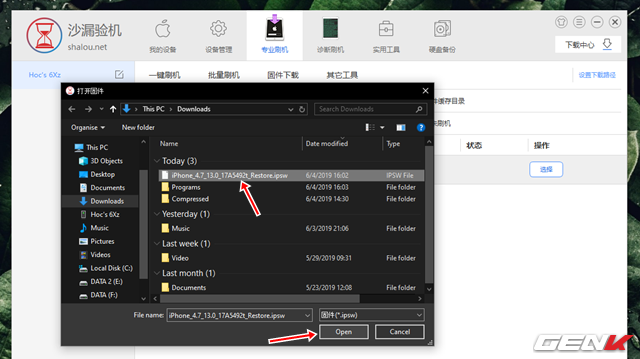 沙漏验机
shalou.net
我的设备
设备管理
专业刷机
诊断刷机
实用工具
硬盘备份
下载中心
Hoc's 6Xz
一键刷机
批量刷机
固件下载
其它工具
设置下载路径
打开固件
This PC
Downloads
Search Downloads
件缓存目录
Organise
New folder
刷机
Name
Date modified
Type
状态
操作
选择
This PC
3D Objects
Desktop
Documents
Downloads
Hoc's 6Xz
Music
Pictures
Videos
Local Disk (C:)
DATA 2 (E:)
DATA (F:)
Today (3)
iPhone_4.7_13.0_17A5492t_Restore.ipsw 6/4/2019 16:02 IPSW File
Programs 6/4/2019 16:03 File folder
Compressed 6/4/2019 14:30 File folder
Yesterday (1)
Music 6/3/2019 21:06 File folder
Last week (1)
Video 5/29/2019 09:31 File folder
Last month (1)
Documents 5/23/2019 12:08 File folder
File name:
iPhone_4.7_13.0_17A5492t_Restore.ipsw
固件(*.ipsw)
Open
Cancel
GENK